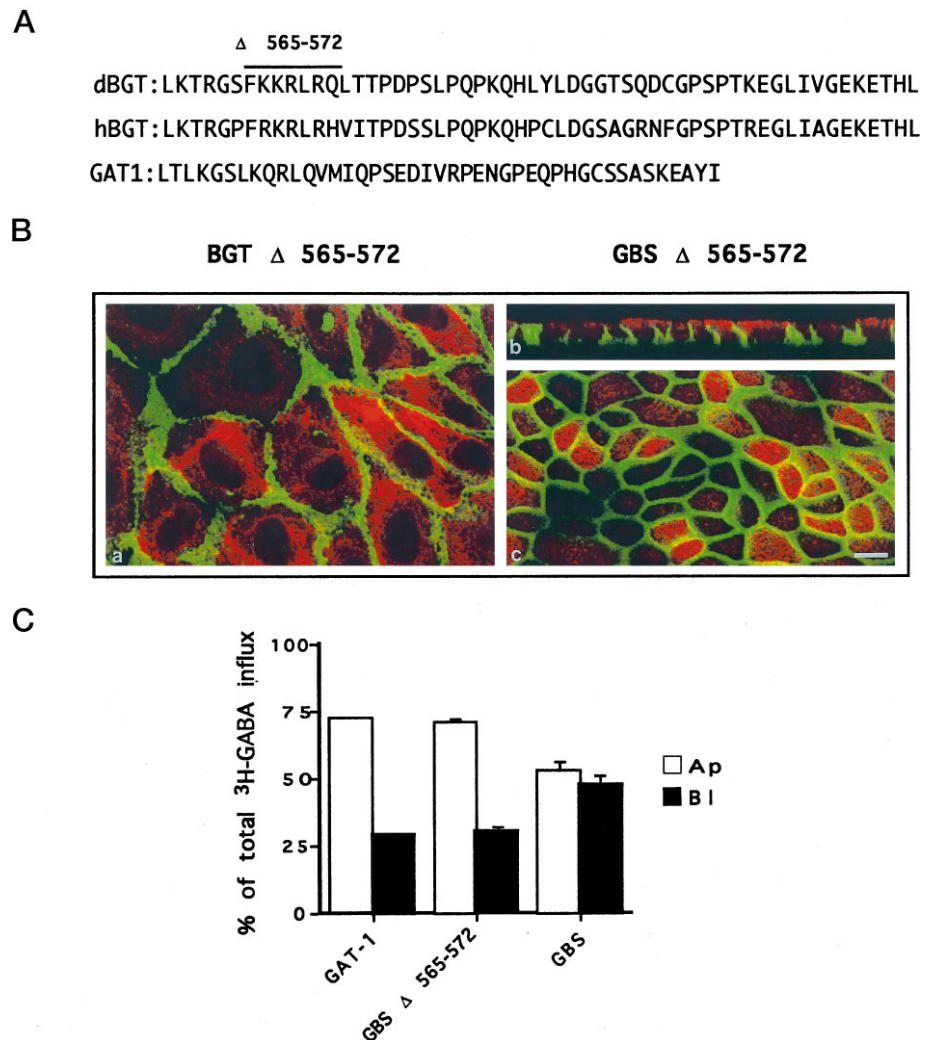 A
Δ 565-572
dBGT:LKTRGSFKKRLRQLTTPDPSLPQPKQHLYLDGGTSQDCGPSPTKEGLIVGEKETHL
hBGT:LKTRGPFRKRLRHVITPDSSLPQPKQHPCLDGSAGRNFGPSPTREGLIAGEKETHL
GAT1:LTLKGSLKQRLQVMIQPSEDIVRPENGPEQPHGCSSASKEAYI
B
BGT Δ 565-572
GBS Δ 565-572
a
b
c
C
% of total ³H-GABA influx
100
75
50
25
0
GAT-1
GBS Δ 565-572
GBS
Ap
Bl